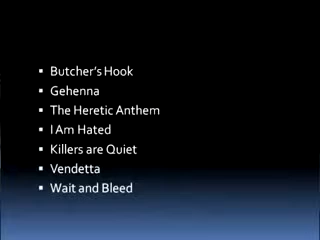 ▪ Butcher's Hook
▪ Gehenna
▪ The Heretic Anthem
▪ I Am Hated
▪ Killers are Quiet
▪ Vendetta
▪ Wait and Bleed